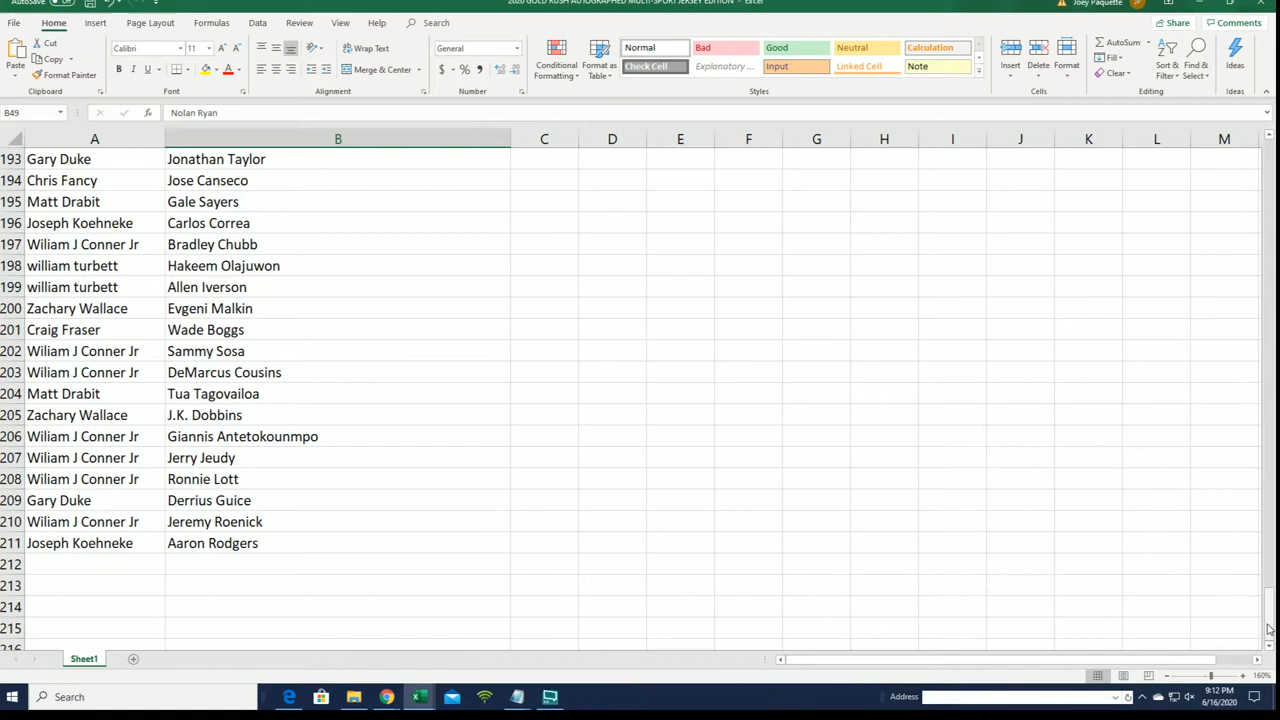 AutoSave
2020 GOLD RUSH AUTOGRAPHED MULTI-SPORT JERSEY EDITION - Excel
Joey Paquette
File Home Insert Page Layout Formulas Data Review View Help Search Share Comments
Paste Cut Copy Format Painter Clipboard
Calibri 11 Font
Wrap Text Merge & Center Alignment
General Number
Conditional Formatting Format as Table
Normal Bad Good Neutral Calculation
Check Cell Explanatory ... Input Linked Cell Note
Styles
Insert Delete Format Cells
AutoSum Fill Clear Sort & Filter Find & Select Editing
Ideas Ideas
B49 fx Nolan Ryan
A B C D E F G H I J K L M
193 Gary Duke Jonathan Taylor
194 Chris Fancy Jose Canseco
195 Matt Drabit Gale Sayers
196 Joseph Koehneke Carlos Correa
197 Wiliam J Conner Jr Bradley Chubb
198 william turbett Hakeem Olajuwon
199 william turbett Allen Iverson
200 Zachary Wallace Evgeni Malkin
201 Craig Fraser Wade Boggs
202 Wiliam J Conner Jr Sammy Sosa
203 Wiliam J Conner Jr DeMarcus Cousins
204 Matt Drabit Tua Tagovailoa
205 Zachary Wallace J.K. Dobbins
206 Wiliam J Conner Jr Giannis Antetokounmpo
207 Wiliam J Conner Jr Jerry Jeudy
208 Wiliam J Conner Jr Ronnie Lott
209 Gary Duke Derrius Guice
210 Wiliam J Conner Jr Jeremy Roenick
211 Joseph Koehneke Aaron Rodgers
212
213
214
215
216
Sheet1
160%
Search
Address
9:12 PM
6/16/2020